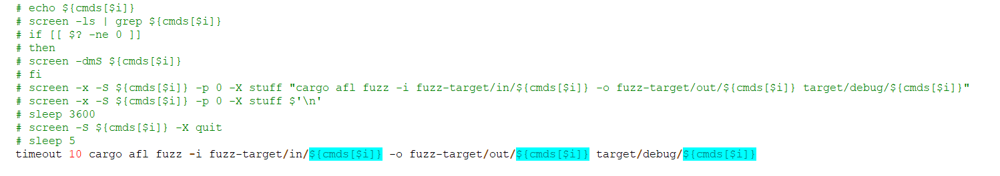 # echo ${cmds[$i]}
# screen -ls | grep ${cmds[$i]}
# if [[ $? -ne 0 ]]
# then
# screen -dmS ${cmds[$i]}
# fi
# screen -x -S ${cmds[$i]} -p 0 -X stuff "cargo afl fuzz -i fuzz-target/in/${cmds[$i]} -o fuzz-target/out/${cmds[$i]} target/debug/${cmds[$i]}"
# screen -x -S ${cmds[$i]} -p 0 -X stuff $'\n'
# sleep 3600
# screen -S ${cmds[$i]} -X quit
# sleep 5
timeout 10 cargo afl fuzz -i fuzz-target/in/${cmds[$i]} -o fuzz-target/out/${cmds[$i]} target/debug/${cmds[$i]}